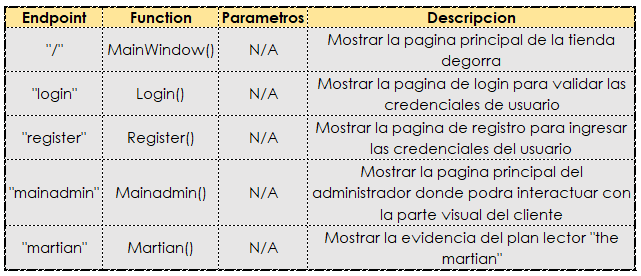 Endpoint Function Parametros Descripcion
"/" MainWindow() N/A Mostrar la pagina principal de la tienda
degorra
"login" Login() N/A Mostrar la pagina de login para validar las
credenciales de usuario
"register" Register() N/A Mostrar la pagina de registro para ingresar
las credenciales del usuario
"mainadmin" Mainadmin() N/A Mostrar la pagina principal del
administrador donde podra interactuar con
la parte visual del cliente
"martian" Martian() N/A Mostrar la evidencia del plan lector "the
martian"